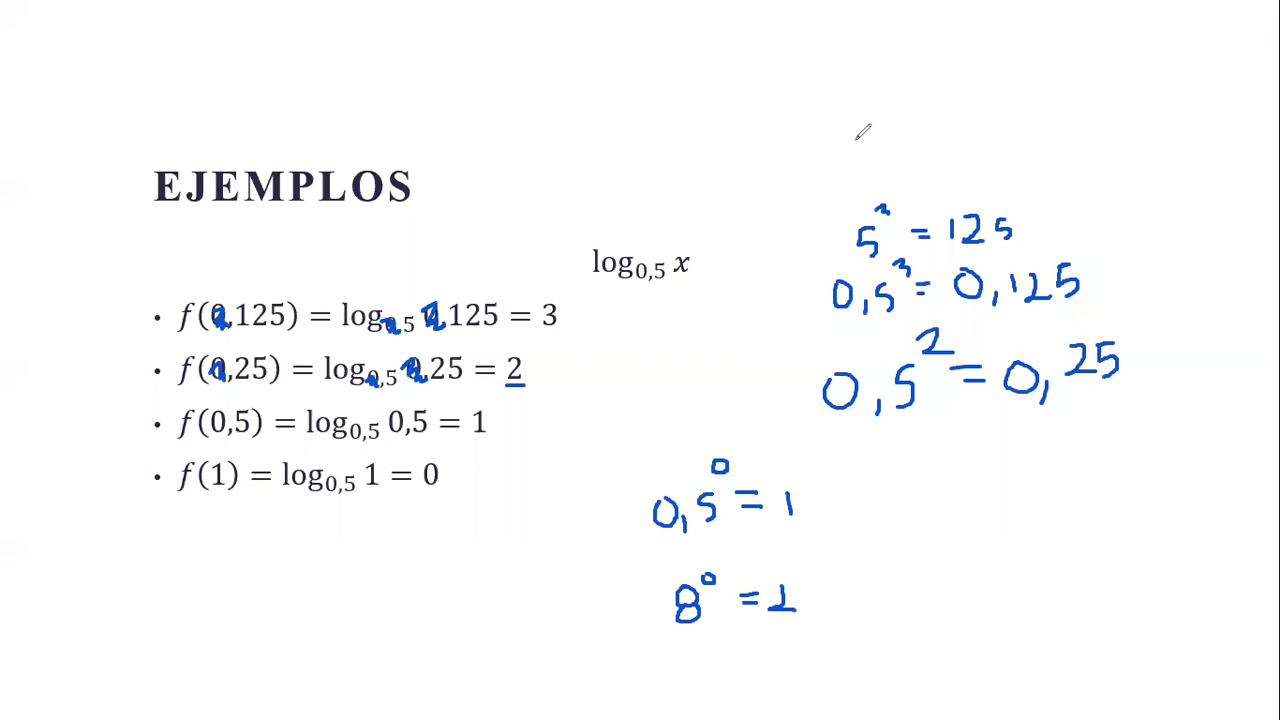 EJEMPLOS
log₀,₅ x
• f(0,125) = log₀,₅ 0,125 = 3
• f(0,25) = log₀,₅ 0,25 = 2
• f(0,5) = log₀,₅ 0,5 = 1
• f(1) = log₀,₅ 1 = 0
5³ = 125
0,5³ = 0,125
0,5² = 0,25
0,5⁰ = 1
8⁰ = 1